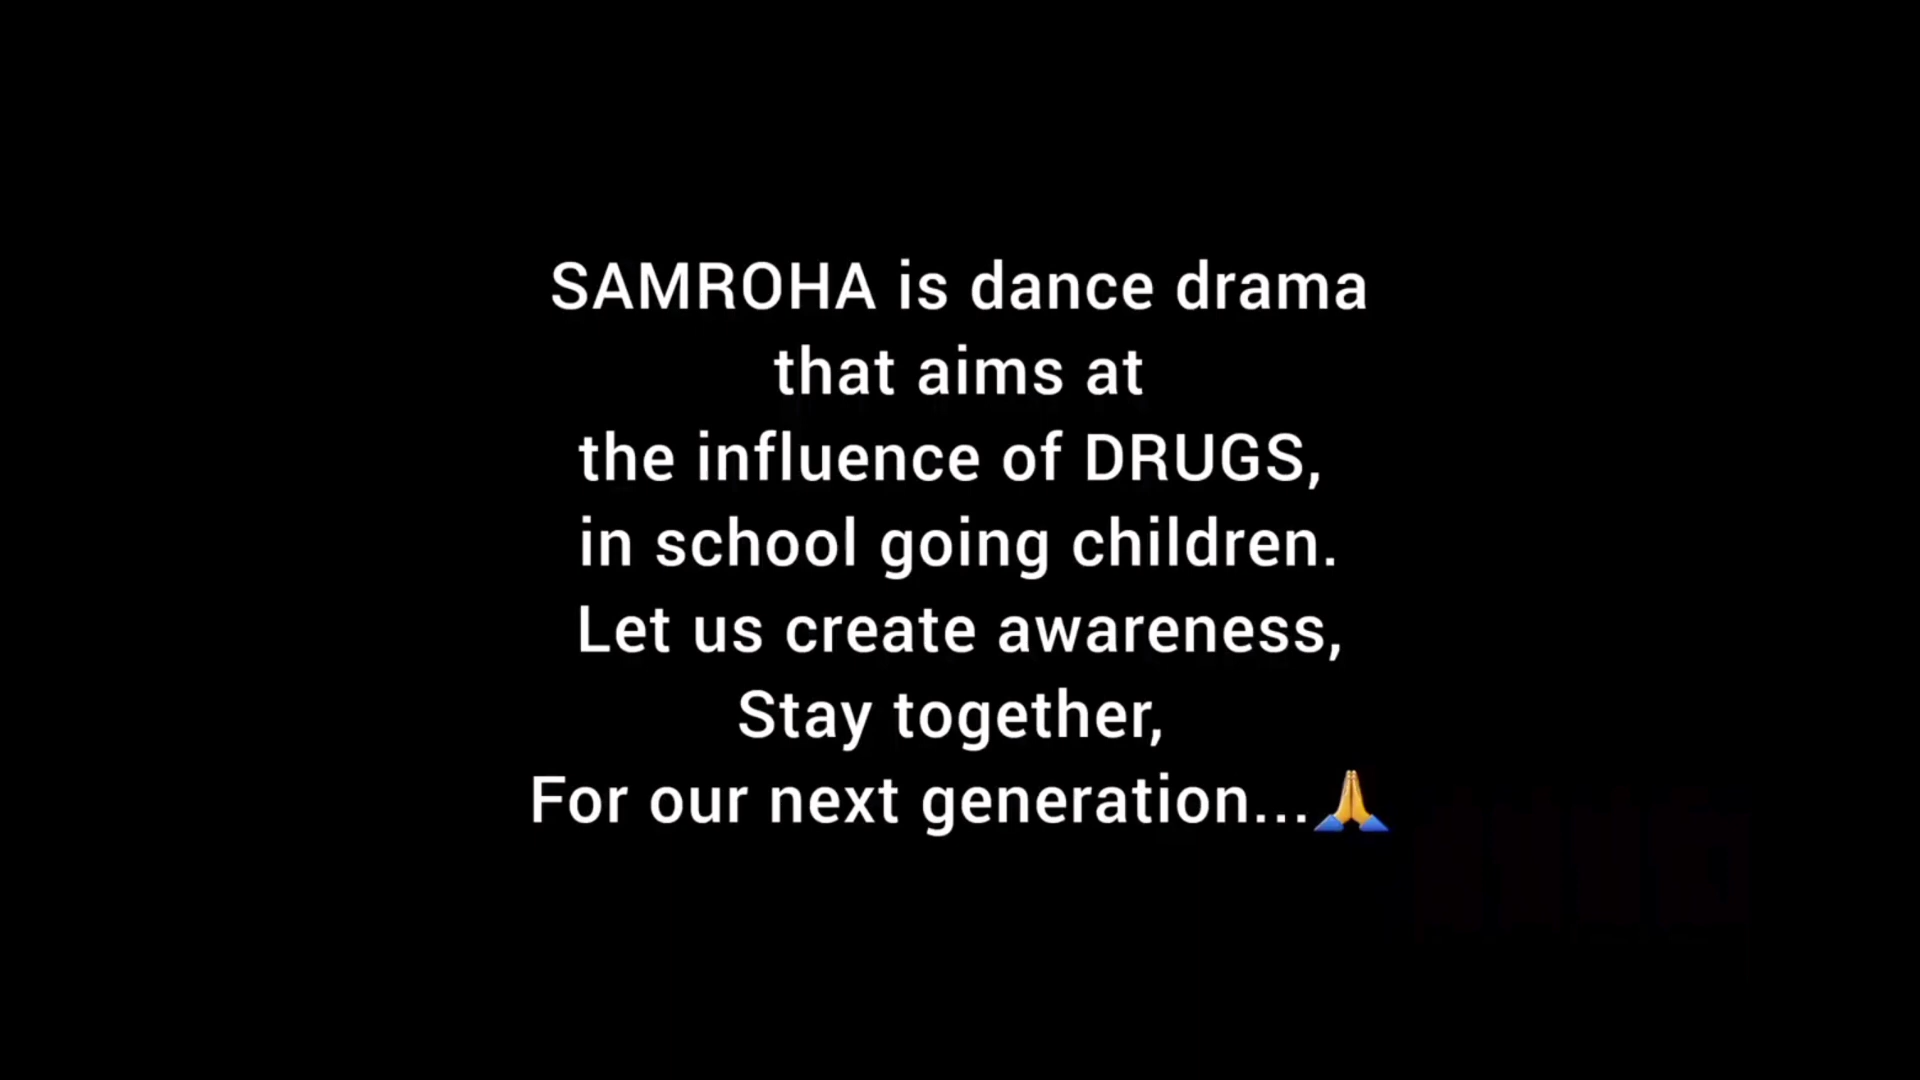 SAMROHA is dance drama
that aims at
the influence of DRUGS,
in school going children.
Let us create awareness,
Stay together,
For our next generation...🙏